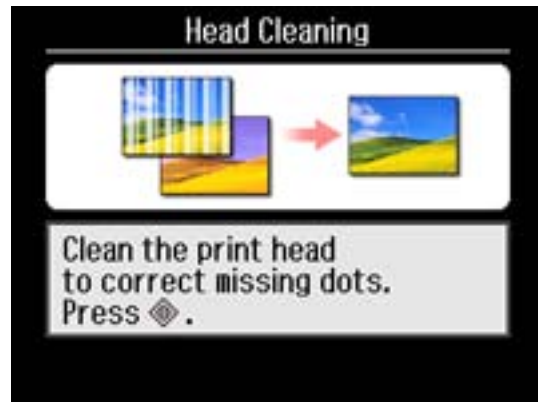 Head Cleaning
Clean the print head
to correct missing dots.
Press .